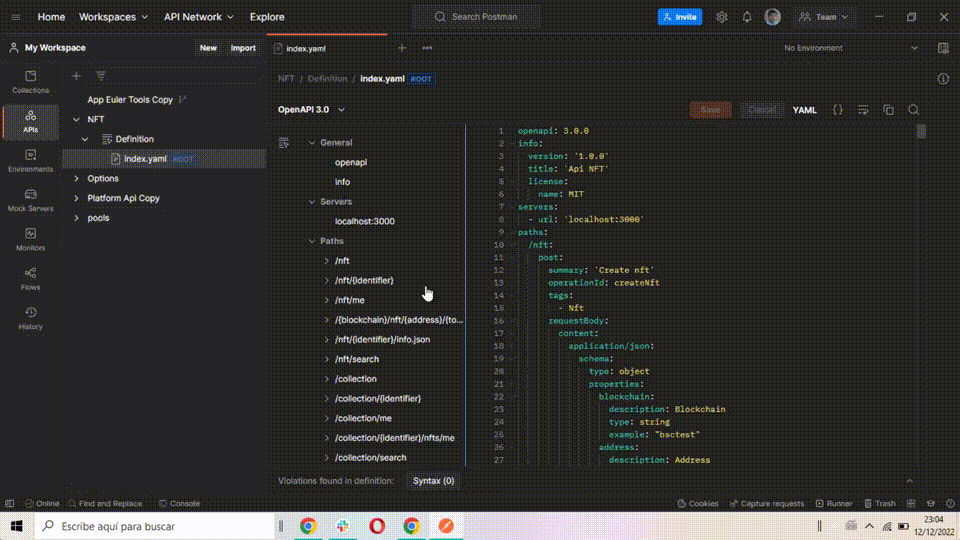 Home Workspaces API Network Explore Search Postman Invite Team
My Workspace New Import index.yaml No Environment
Collections
APIs
Environments
Mock Servers
Monitors
Flows
History
App Euler Tools Copy
NFT
Definition
index.yaml ROOT
Options
Platform Api Copy
pools
NFT / Definition / index.yaml ROOT
OpenAPI 3.0 Save Cancel YAML
General
openapi
info
Servers
localhost:3000
Paths
/nft
/nft/{identifier}
/nft/me
/{blockchain}/nft/{address}/{to...
/nft/{identifier}/info.json
/nft/search
/collection
/collection/{identifier}
/collection/me
/collection/{identifier}/nfts/me
/collection/search
1 openapi: 3.0.0
2 info:
3 version: '1.0.0'
4 title: 'Api NFT'
5 license:
6 name: MIT
7 servers:
8 - url: 'localhost:3000'
9 paths:
10 /nft:
11 post:
12 summary: 'Create nft'
13 operationId: createNft
14 tags:
15 - Nft
16 requestBody:
17 content:
18 application/json:
19 schema:
20 type: object
21 properties:
22 blockchain:
23 description: Blockchain
24 type: string
25 example: "bsctest"
26 address:
27 description: Address
Violations found in definition: Syntax (0)
Online Find and Replace Console Cookies Capture requests Runner Trash
Escribe aquí para buscar
23:04
12/12/2022